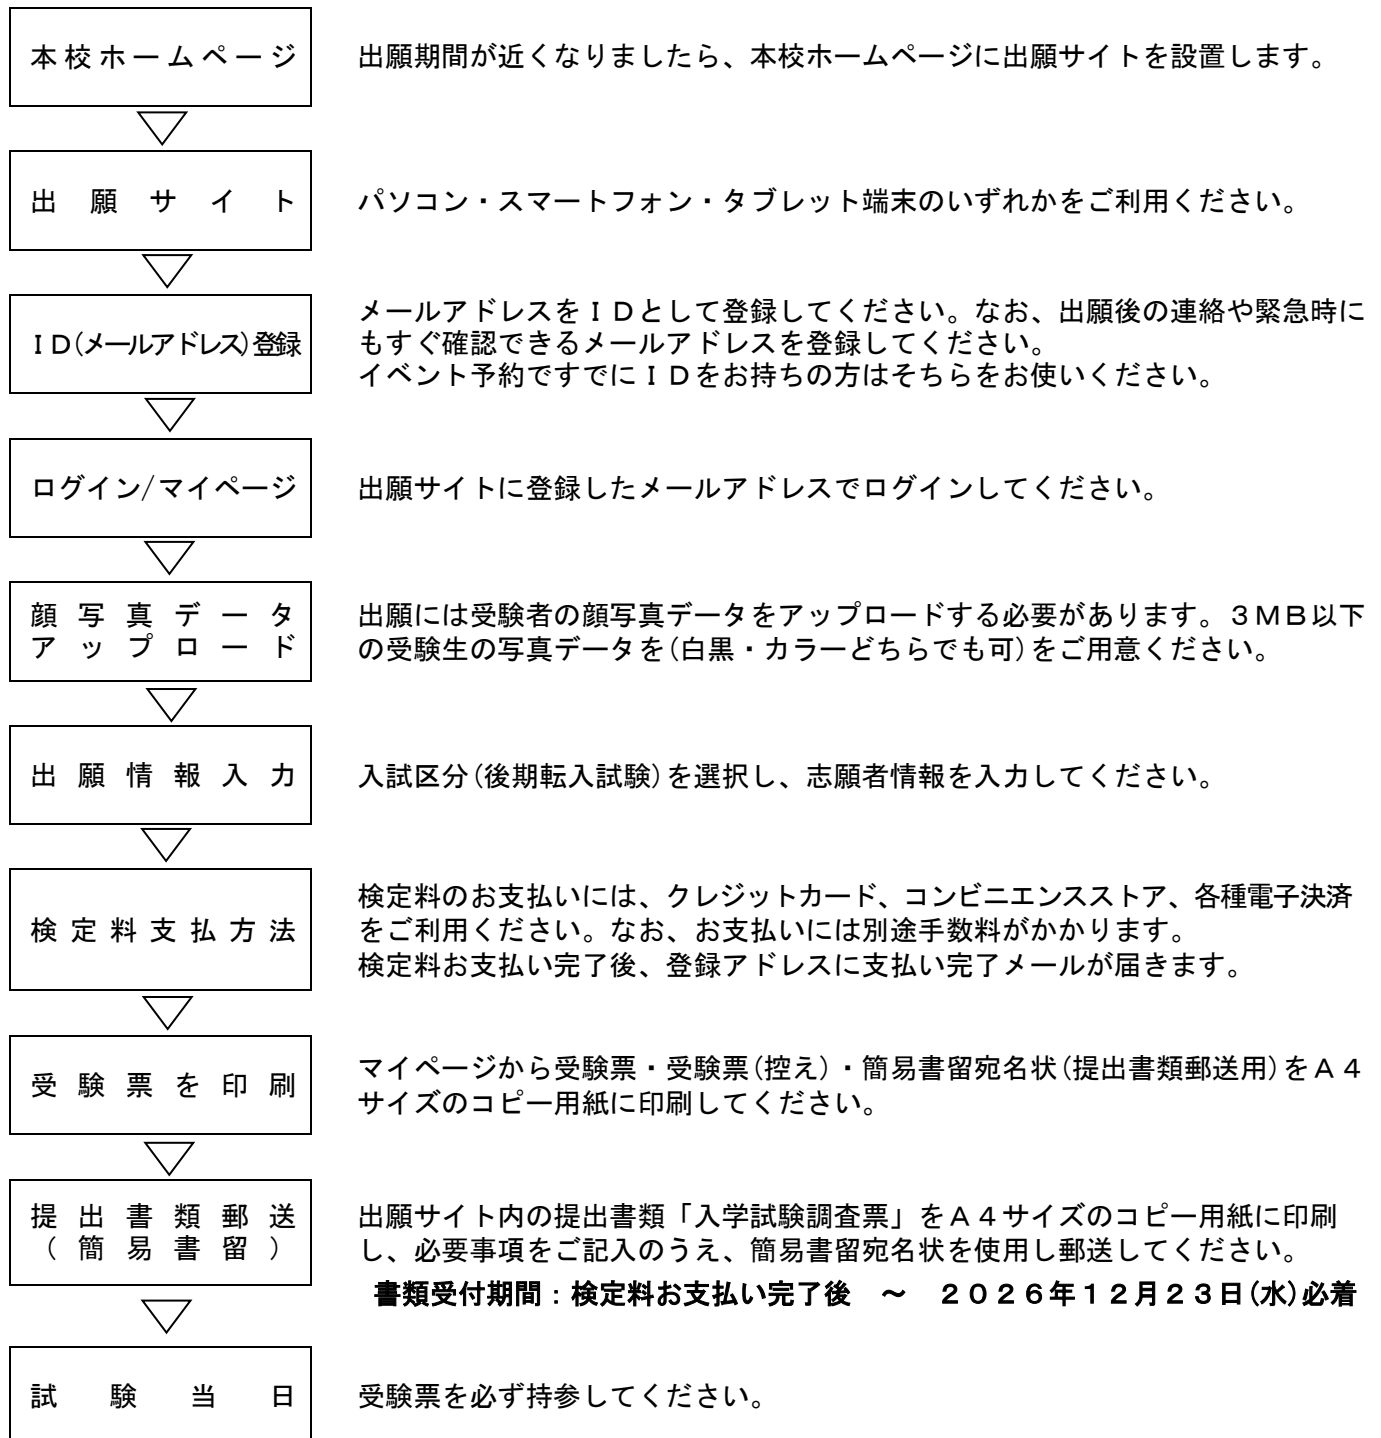 本校ホームページ
出願期間が近くなりましたら、本校ホームページに出願サイトを設置します。
出願サイト
パソコン・スマートフォン・タブレット端末のいずれかをご利用ください。
ＩＤ(メールアドレス)登録
メールアドレスをＩＤとして登録してください。なお、出願後の連絡や緊急時に
もすぐ確認できるメールアドレスを登録してください。
イベント予約ですでにＩＤをお持ちの方はそちらをお使いください。
ログイン/マイページ
出願サイトに登録したメールアドレスでログインしてください。
顔写真データ
アップロード
出願には受験者の顔写真データをアップロードする必要があります。３ＭＢ以下
の受験生の写真データを(白黒・カラーどちらでも可)をご用意ください。
出願情報入力
入試区分(後期転入試験)を選択し、志願者情報を入力してください。
検定料支払方法
検定料のお支払いには、クレジットカード、コンビニエンスストア、各種電子決済
をご利用ください。なお、お支払いには別途手数料がかかります。
検定料お支払い完了後、登録アドレスに支払い完了メールが届きます。
受験票を印刷
マイページから受験票・受験票(控え)・簡易書留宛名状(提出書類郵送用)をＡ４
サイズのコピー用紙に印刷してください。
提出書類郵送
(簡易書留)
出願サイト内の提出書類「入学試験調査票」をＡ４サイズのコピー用紙に印刷
し、必要事項をご記入のうえ、簡易書留宛名状を使用し郵送してください。
書類受付期間：検定料お支払い完了後　～　２０２６年１２月２３日(水)必着
試験当日
受験票を必ず持参してください。